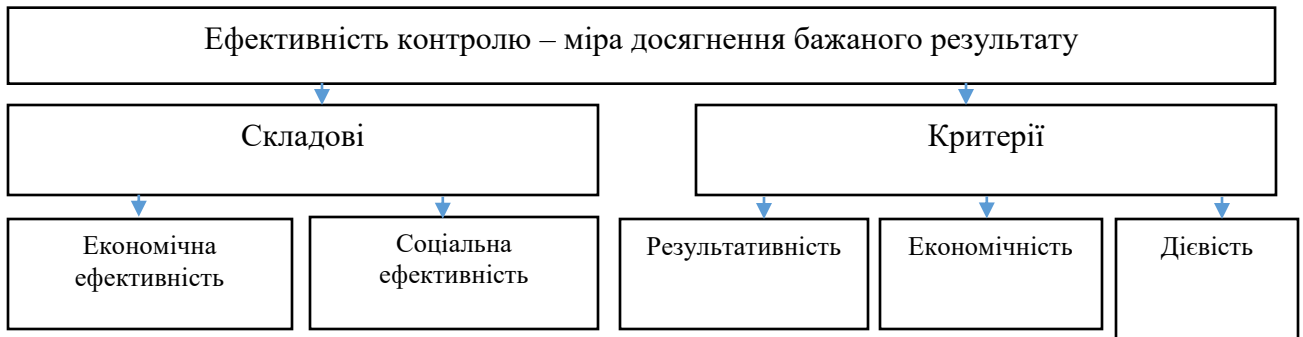 Ефективність контролю – міра досягнення бажаного результату
Складові
Критерії
Економічна
ефективність
Соціальна
ефективність
Результативність
Економічність
Дієвість